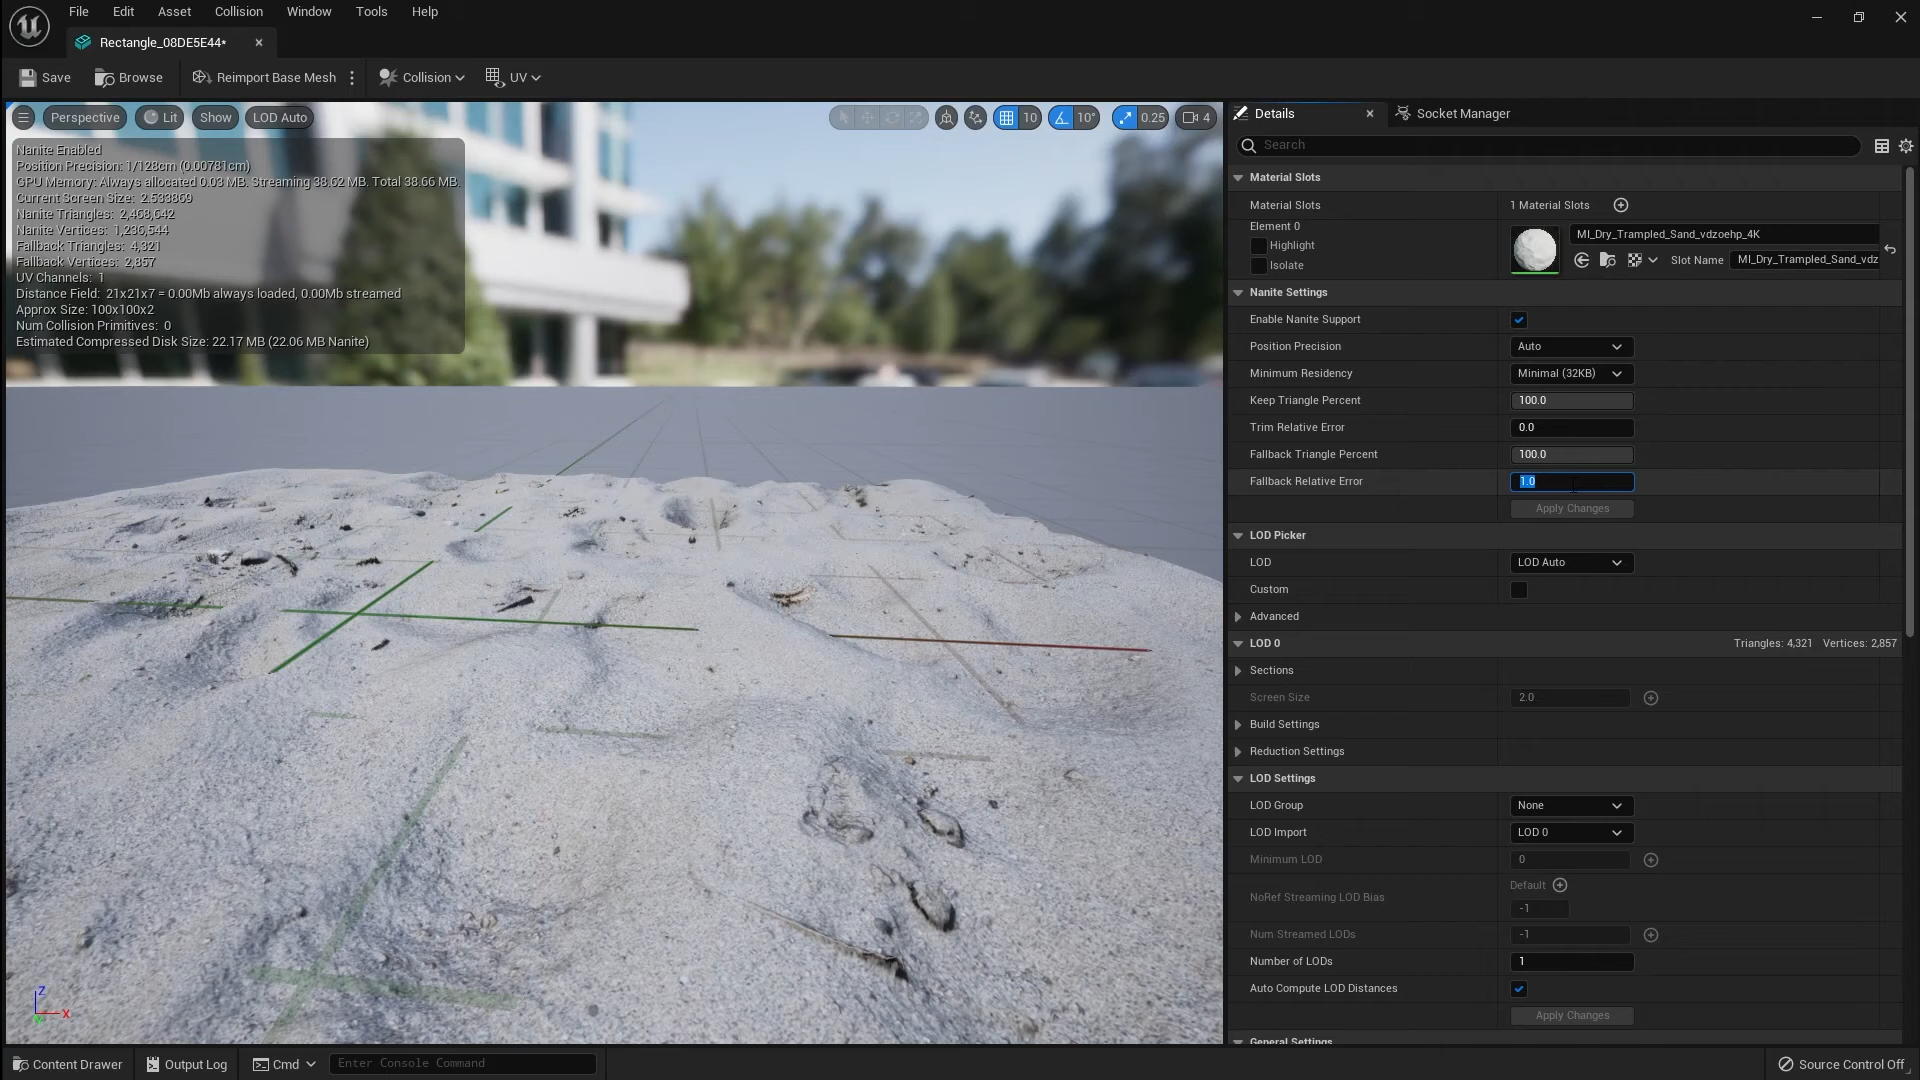 File Edit Asset Collision Window Tools Help
Rectangle_08DE5E44*
Save Browse Reimport Base Mesh Collision UV
Perspective Lit Show LOD Auto 10 10° 0.25 4
Nanite Enabled
Position Precision: 1/128cm (0.00781cm)
GPU Memory: Always allocated 0.03 MB. Streaming 38.62 MB. Total 38.66 MB.
Current Screen Size: 2.533869
Nanite Triangles: 2,468,642
Nanite Vertices: 1,236,544
Fallback Triangles: 4,321
Fallback Vertices: 2,857
UV Channels: 1
Distance Field: 21x21x7 = 0.00Mb always loaded, 0.00Mb streamed
Approx Size: 100x100x2
Num Collision Primitives: 0
Estimated Compressed Disk Size: 22.17 MB (22.06 MB Nanite)
Z
X
Details Socket Manager
Search
Material Slots
Material Slots 1 Material Slots
Element 0
Highlight
Isolate
MI_Dry_Trampled_Sand_vdzoehp_4K
Slot Name MI_Dry_Trampled_Sand_vdz
Nanite Settings
Enable Nanite Support
Position Precision Auto
Minimum Residency Minimal (32KB)
Keep Triangle Percent 100.0
Trim Relative Error 0.0
Fallback Triangle Percent 100.0
Fallback Relative Error 1.0
Apply Changes
LOD Picker
LOD LOD Auto
Custom
Advanced
LOD 0 Triangles: 4,321 Vertices: 2,857
Sections
Screen Size 2.0
Build Settings
Reduction Settings
LOD Settings
LOD Group None
LOD Import LOD 0
Minimum LOD 0
NoRef Streaming LOD Bias Default
-1
Num Streamed LODs -1
Number of LODs 1
Auto Compute LOD Distances
Apply Changes
General Settings
Content Drawer Output Log Cmd Enter Console Command Source Control Off